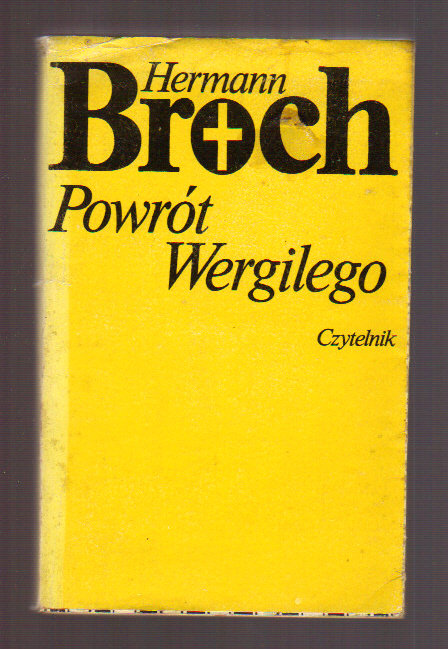 Hermann
Broch
Powrót
Wergilego
Czytelnik